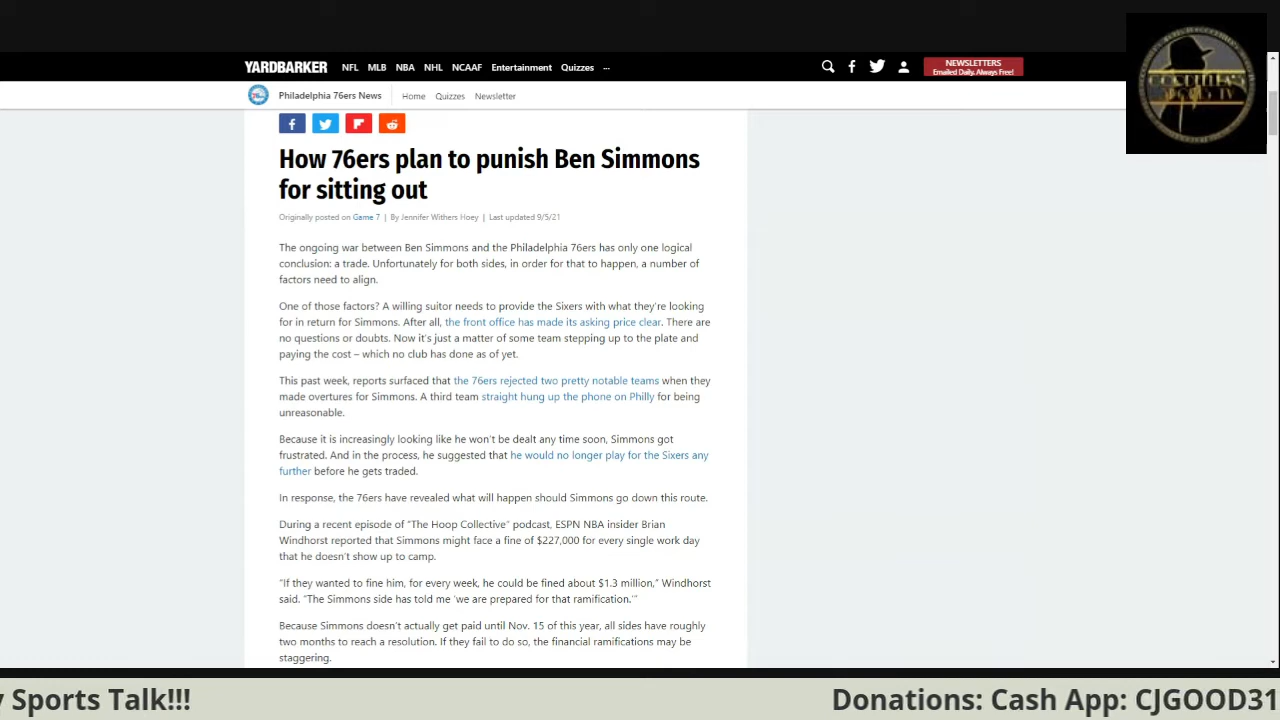 YARDBARKER NFL MLB NBA NHL NCAAF Entertainment Quizzes ...
NEWSLETTERS
Emailed Daily. Always Free!
Philadelphia 76ers News Home Quizzes Newsletter
How 76ers plan to punish Ben Simmons
for sitting out
Originally posted on Game 7 | By Jennifer Withers Hoey | Last updated 9/5/21
The ongoing war between Ben Simmons and the Philadelphia 76ers has only one logical
conclusion: a trade. Unfortunately for both sides, in order for that to happen, a number of
factors need to align.
One of those factors? A willing suitor needs to provide the Sixers with what they're looking
for in return for Simmons. After all, the front office has made its asking price clear. There are
no questions or doubts. Now it's just a matter of some team stepping up to the plate and
paying the cost – which no club has done as of yet.
This past week, reports surfaced that the 76ers rejected two pretty notable teams when they
made overtures for Simmons. A third team straight hung up the phone on Philly for being
unreasonable.
Because it is increasingly looking like he won't be dealt any time soon, Simmons got
frustrated. And in the process, he suggested that he would no longer play for the Sixers any
further before he gets traded.
In response, the 76ers have revealed what will happen should Simmons go down this route.
During a recent episode of "The Hoop Collective" podcast, ESPN NBA insider Brian
Windhorst reported that Simmons might face a fine of $227,000 for every single work day
that he doesn't show up to camp.
"If they wanted to fine him, for every week, he could be fined about $1.3 million," Windhorst
said. "The Simmons side has told me 'we are prepared for that ramification.'"
Because Simmons doesn't actually get paid until Nov. 15 of this year, all sides have roughly
two months to reach a resolution. If they fail to do so, the financial ramifications may be
staggering.
y Sports Talk!!! Donations: Cash App: CJGOOD31